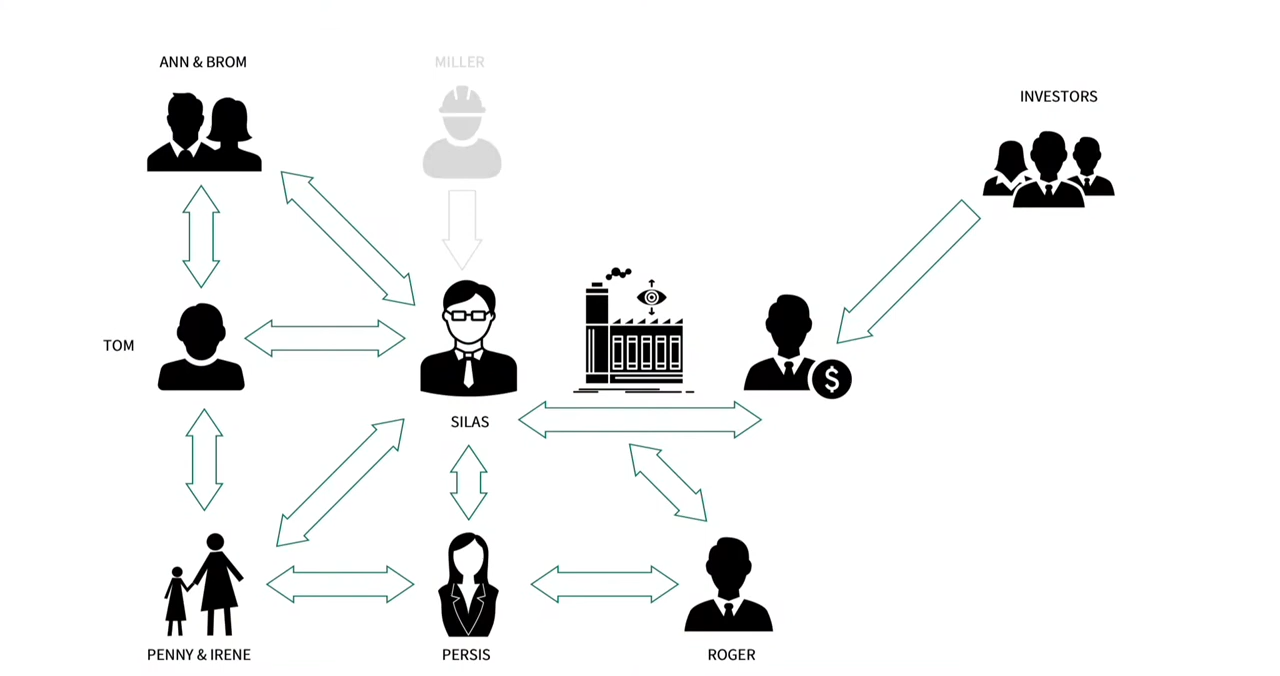 ANN & BROM
MILLER
INVESTORS
TOM
$
SILAS
PENNY & IRENE
PERSIS
ROGER